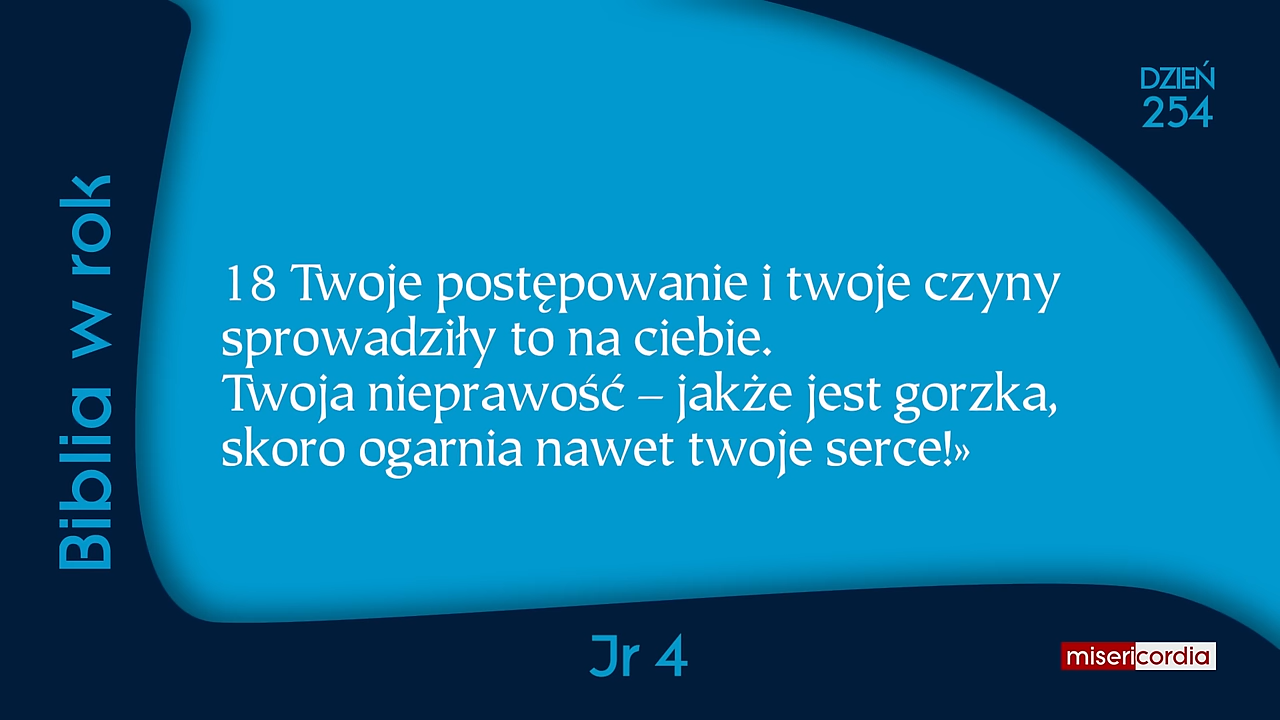 DZIEŃ
254
Biblia w rok
18 Twoje postępowanie i twoje czyny
sprowadziły to na ciebie.
Twoja nieprawość – jakże jest gorzka,
skoro ogarnia nawet twoje serce!»
Jr 4
misericordia